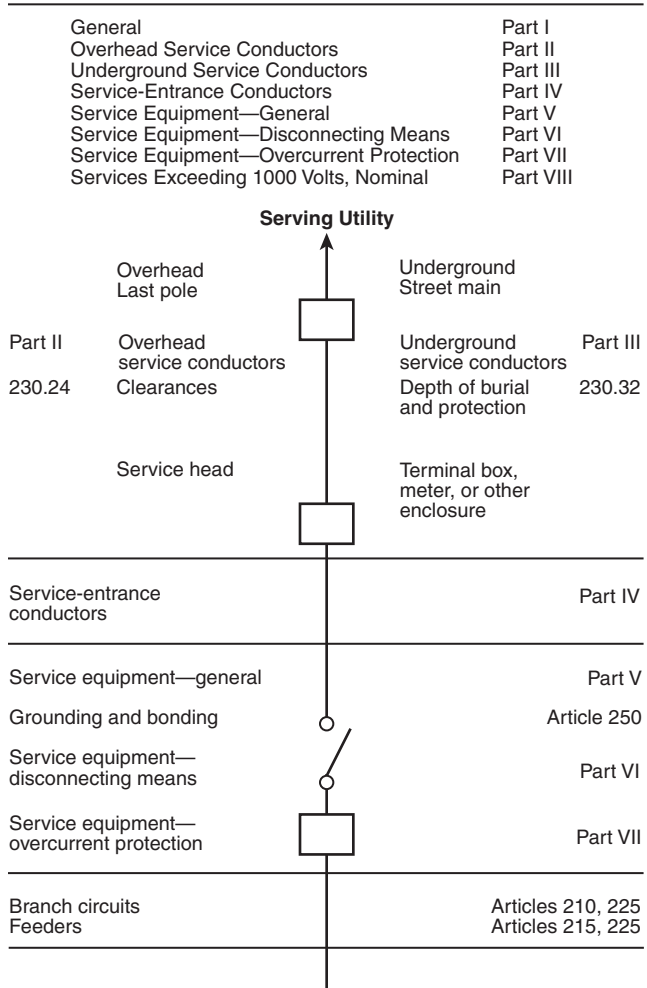 General Part I
Overhead Service Conductors Part II
Underground Service Conductors Part III
Service-Entrance Conductors Part IV
Service Equipment—General Part V
Service Equipment—Disconnecting Means Part VI
Service Equipment—Overcurrent Protection Part VII
Services Exceeding 1000 Volts, Nominal Part VIII
Serving Utility
Overhead
Last pole
Underground
Street main
Part II
Overhead
service conductors
Underground
service conductors
Part III
230.24
Clearances
Depth of burial
and protection
230.32
Service head
Terminal box,
meter, or other
enclosure
Service-entrance
conductors
Part IV
Service equipment—general Part V
Grounding and bonding Article 250
Service equipment—
disconnecting means
Part VI
Service equipment—
overcurrent protection
Part VII
Branch circuits Articles 210, 225
Feeders Articles 215, 225